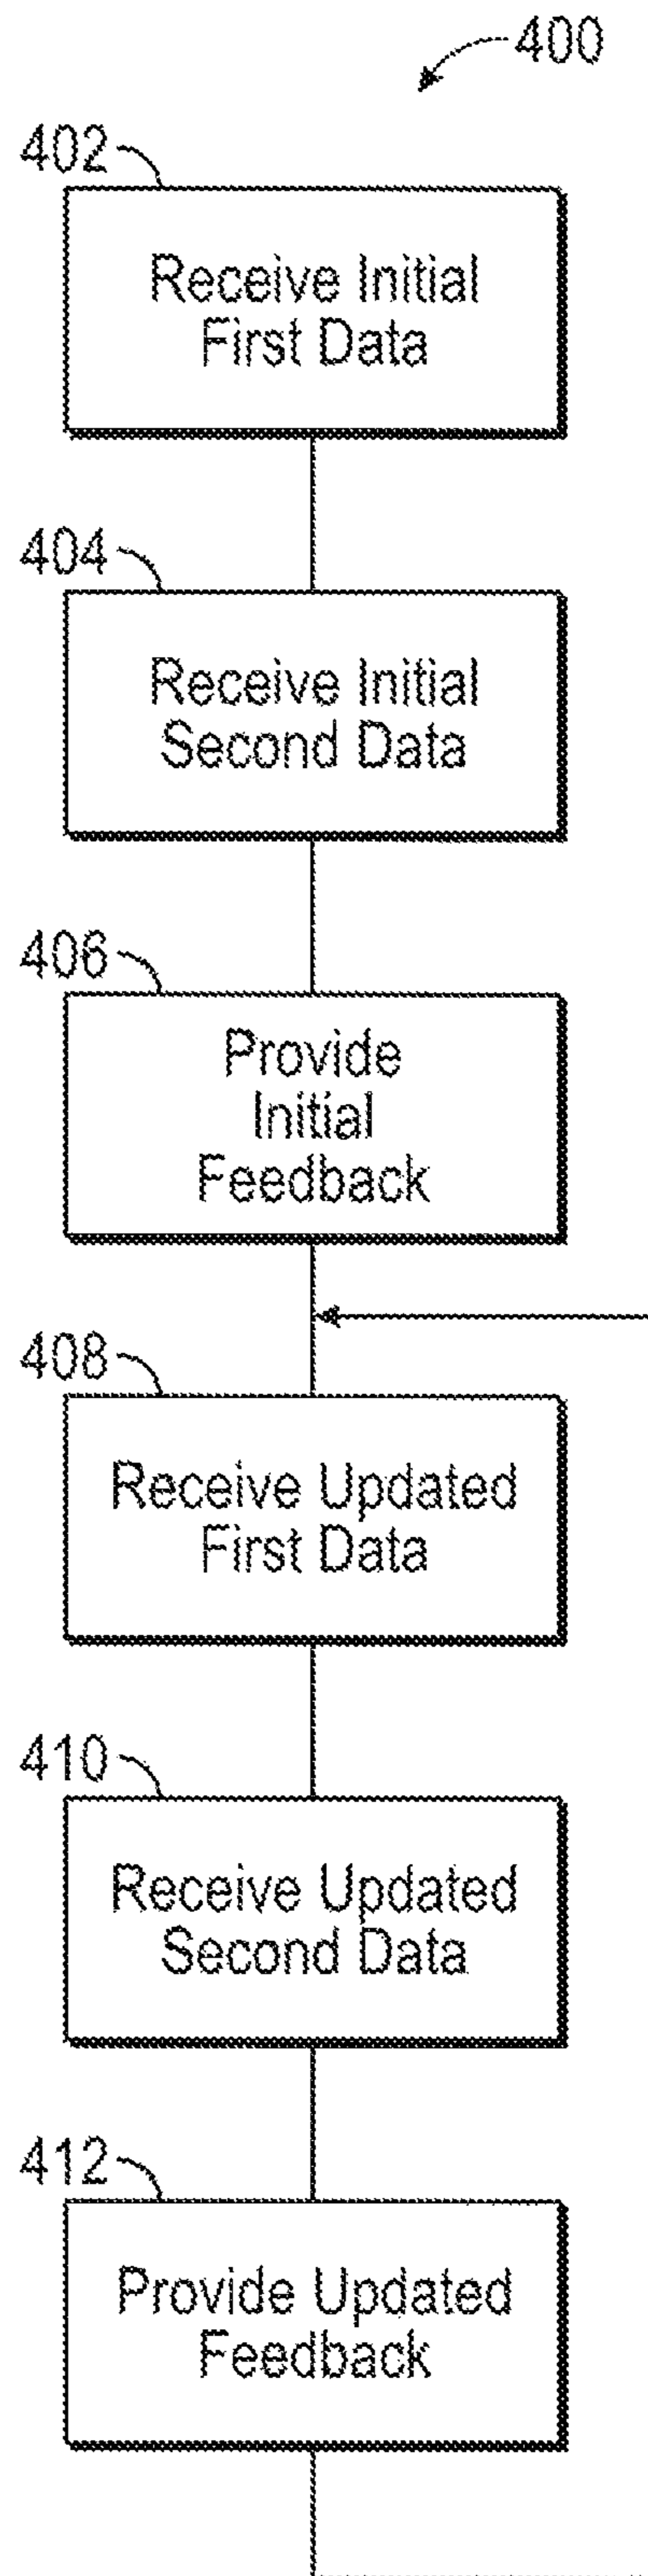 400
402
Receive Initial
First Data
404
Receive Initial
Second Data
406
Provide
Initial
Feedback
408
Receive Updated
First Data
410
Receive Updated
Second Data
412
Provide Updated
Feedback